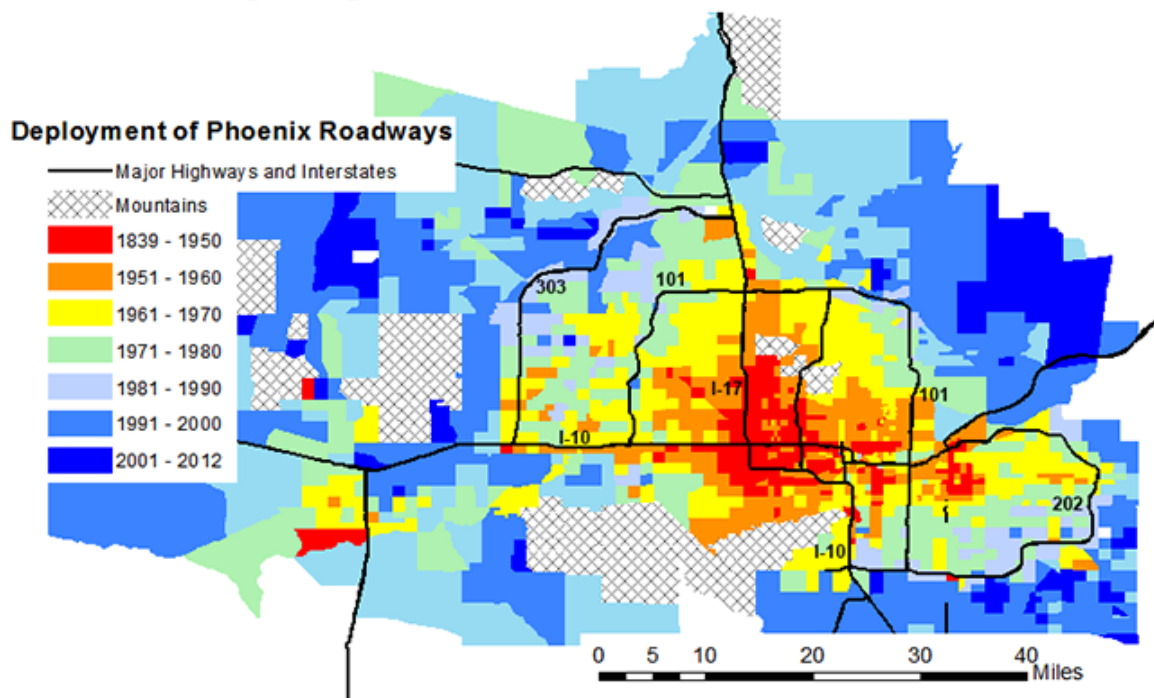 Deployment of Phoenix Roadways
Major Highways and Interstates
Mountains
1839 - 1950
1951 - 1960
1961 - 1970
1971 - 1980
1981 - 1990
1991 - 2000
2001 - 2012
303
101
I-17
101
I-10
202
I-10
0 5 10 20 30 40
Miles